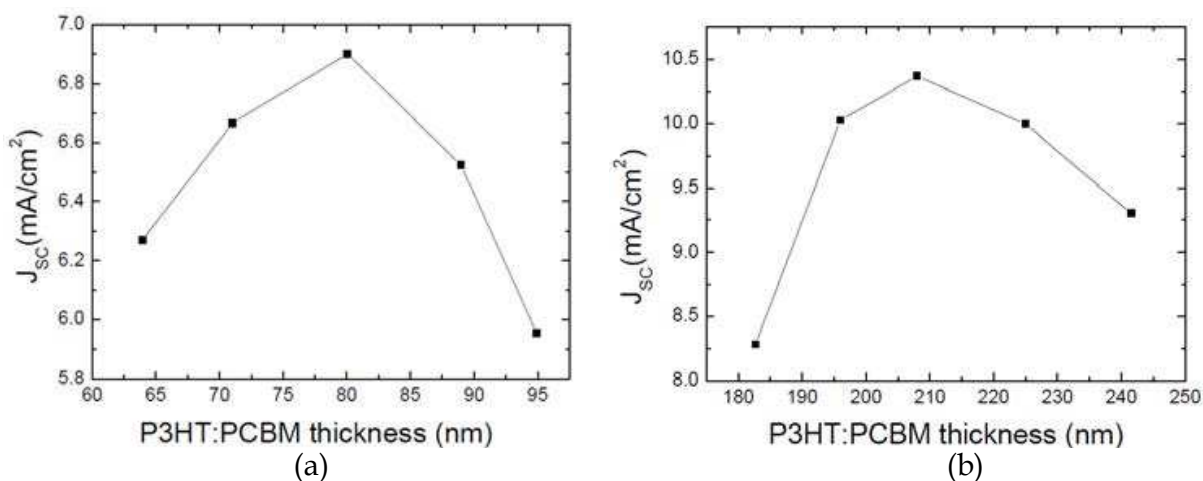 7.0
6.8
6.6
6.4
6.2
6.0
5.8
J_SC(mA/cm²)
60 65 70 75 80 85 90 95
P3HT:PCBM thickness (nm)
(a)
10.5
10.0
9.5
9.0
8.5
8.0
J_SC(mA/cm²)
180 190 200 210 220 230 240 250
P3HT:PCBM thickness (nm)
(b)